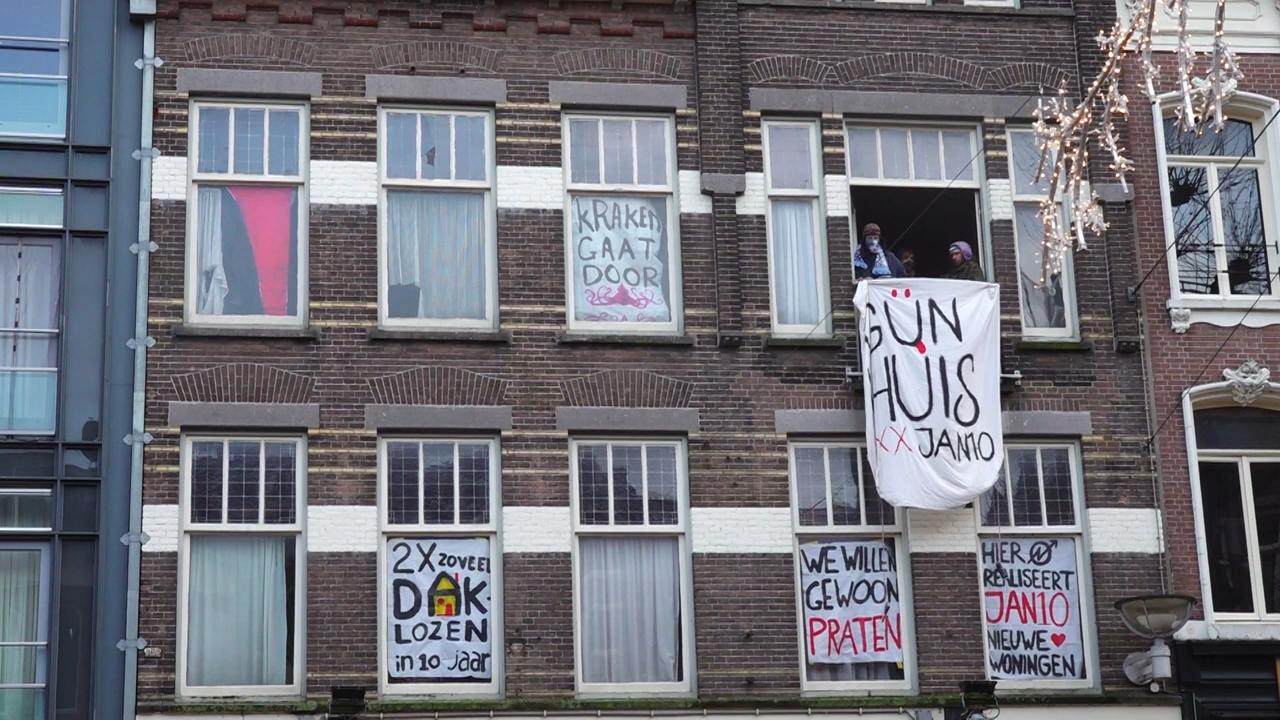 KRAKEN
GAAT
DOOR
GÜN
HUIS
XX JAN10
2X ZOVEEL
DAK-
LOZEN
in 10 jaar
WE WILLEN
GEWOON
PRATEN
HIER
REALISEERT
JAN10
NIEUWE
WONINGEN